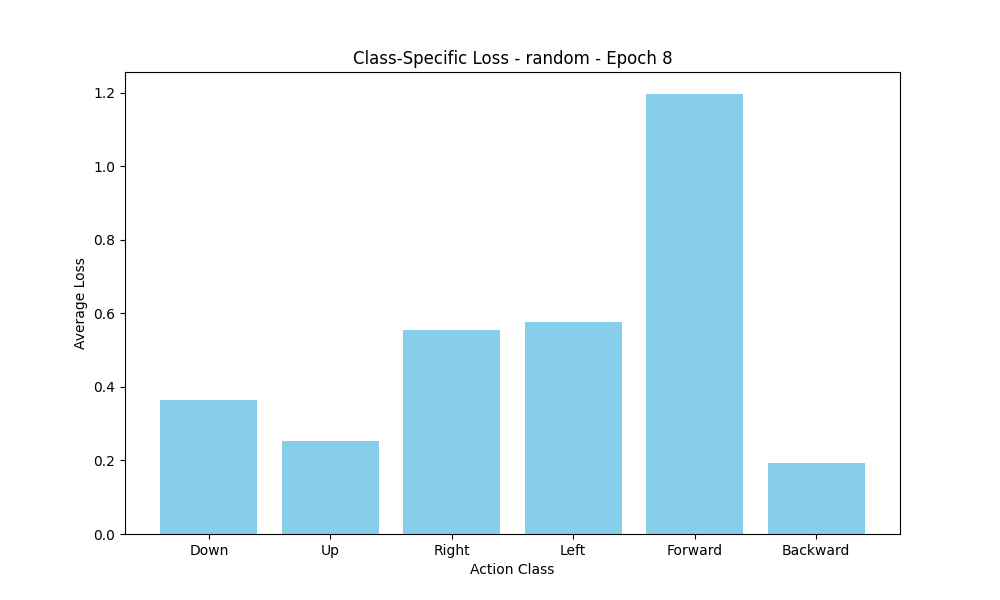 Class-Specific Loss - random - Epoch 8
Average Loss
1.2
1.0
0.8
0.6
0.4
0.2
0.0
Down Up Right Left Forward Backward
Action Class